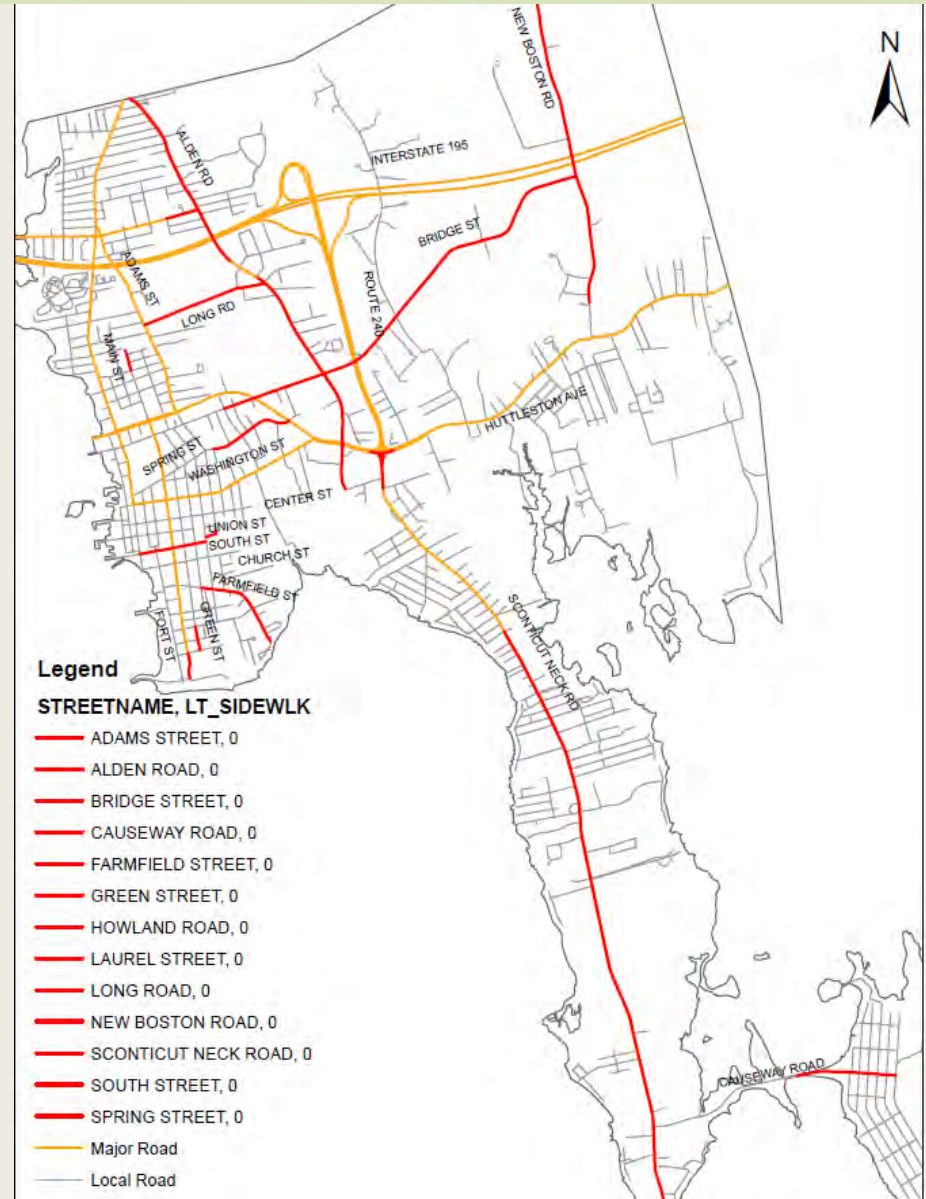 NEW BOSTON RD
N
ALDEN RD
INTERSTATE 195
BRIDGE ST
ADAMS ST
ROUTE 240
LONG RD
MAIN ST
HUTTLESTON AVE
SPRING ST
WASHINGTON ST
CENTER ST
UNION ST
SOUTH ST
CHURCH ST
FARMFIELD ST
GREEN ST
FORT ST
SCONTICUT NECK RD
CAUSEWAY ROAD
Legend
STREETNAME, LT_SIDEWLK
ADAMS STREET, 0
ALDEN ROAD, 0
BRIDGE STREET, 0
CAUSEWAY ROAD, 0
FARMFIELD STREET, 0
GREEN STREET, 0
HOWLAND ROAD, 0
LAUREL STREET, 0
LONG ROAD, 0
NEW BOSTON ROAD, 0
SCONTICUT NECK ROAD, 0
SOUTH STREET, 0
SPRING STREET, 0
Major Road
Local Road